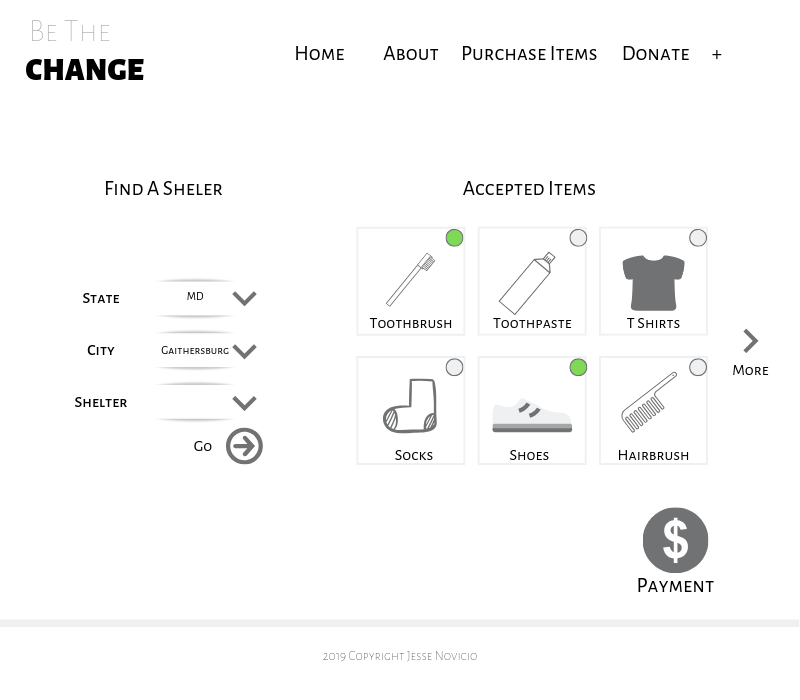 Be The
CHANGE
Home About Purchase Items Donate +
Find A Sheler
Accepted Items
State MD
City Gaithersburg
Shelter
Go
Toothbrush Toothpaste T Shirts
More
Socks Shoes Hairbrush
$
Payment
2019 Copyright Jesse Novicio